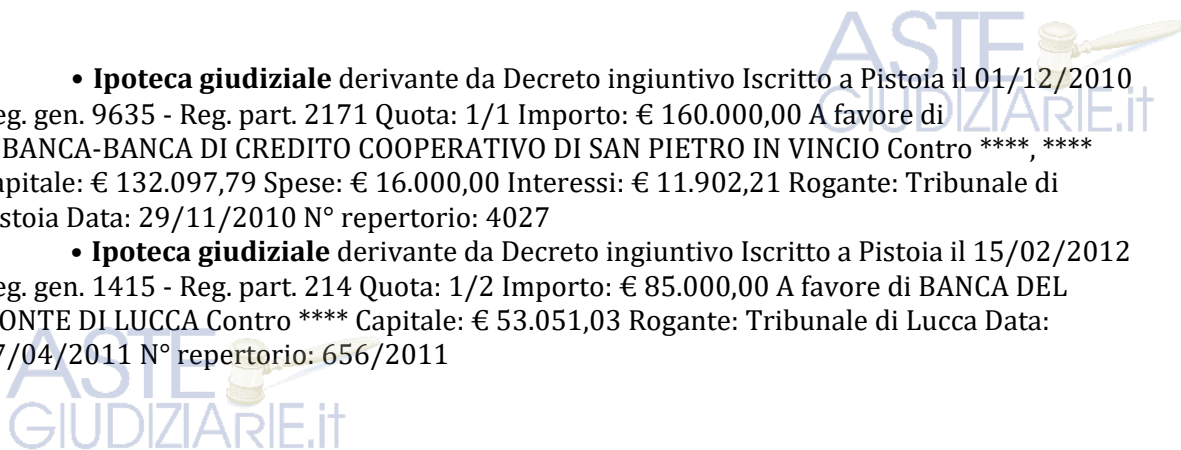 • Ipoteca giudiziale derivante da Decreto ingiuntivo Iscritto a Pistoia il 01/12/2010
eg. gen. 9635 - Reg. part. 2171 Quota: 1/1 Importo: € 160.000,00 A favore di
BANCA-BANCA DI CREDITO COOPERATIVO DI SAN PIETRO IN VINCIO Contro ****, ****
apitale: € 132.097,79 Spese: € 16.000,00 Interessi: € 11.902,21 Rogante: Tribunale di
stoia Data: 29/11/2010 N° repertorio: 4027
• Ipoteca giudiziale derivante da Decreto ingiuntivo Iscritto a Pistoia il 15/02/2012
eg. gen. 1415 - Reg. part. 214 Quota: 1/2 Importo: € 85.000,00 A favore di BANCA DEL
ONTE DI LUCCA Contro **** Capitale: € 53.051,03 Rogante: Tribunale di Lucca Data:
7/04/2011 N° repertorio: 656/2011
ASTE
GIUDIZIARIE.it
ASTE
GIUDIZIARIE.it